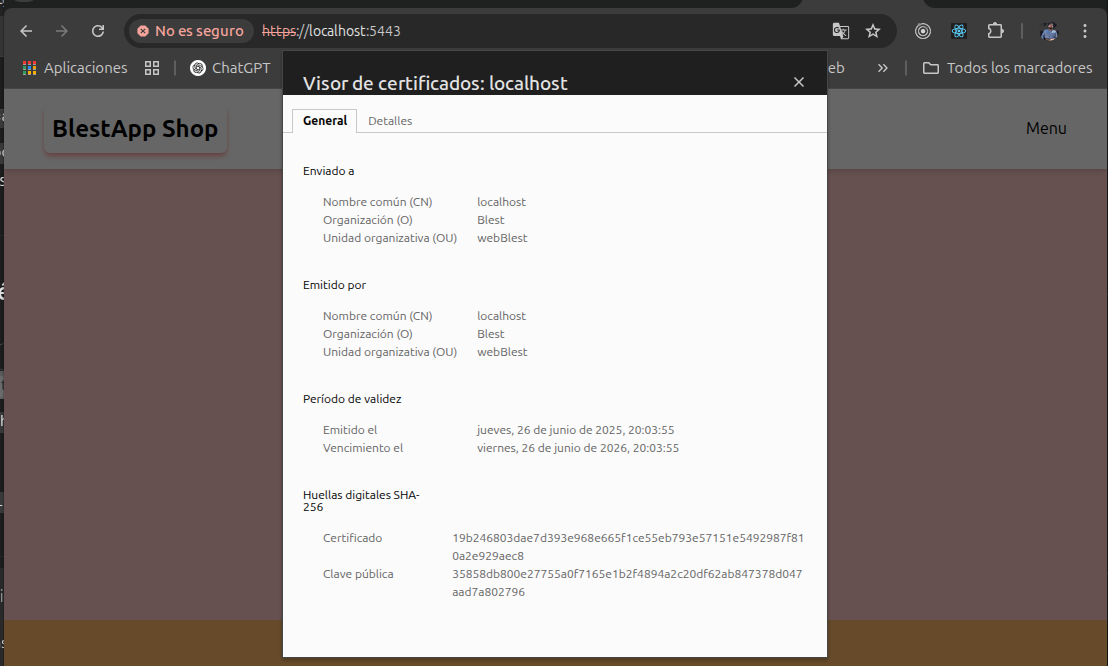 No es seguro https://localhost:5443
Aplicaciones ChatGPT eb » Todos los marcadores
Visor de certificados: localhost
BlestApp Shop Menu
General Detalles
Enviado a
Nombre común (CN) localhost
Organización (O) Blest
Unidad organizativa (OU) webBlest
Emitido por
Nombre común (CN) localhost
Organización (O) Blest
Unidad organizativa (OU) webBlest
Período de validez
Emitido el jueves, 26 de junio de 2025, 20:03:55
Vencimiento el viernes, 26 de junio de 2026, 20:03:55
Huellas digitales SHA-
256
Certificado 19b246803dae7d393e968e665f1ce55eb793e57151e5492987f81
0a2e929aec8
Clave pública 35858db800e27755a0f7165e1b2f4894a2c20df62ab847378d047
aad7a802796